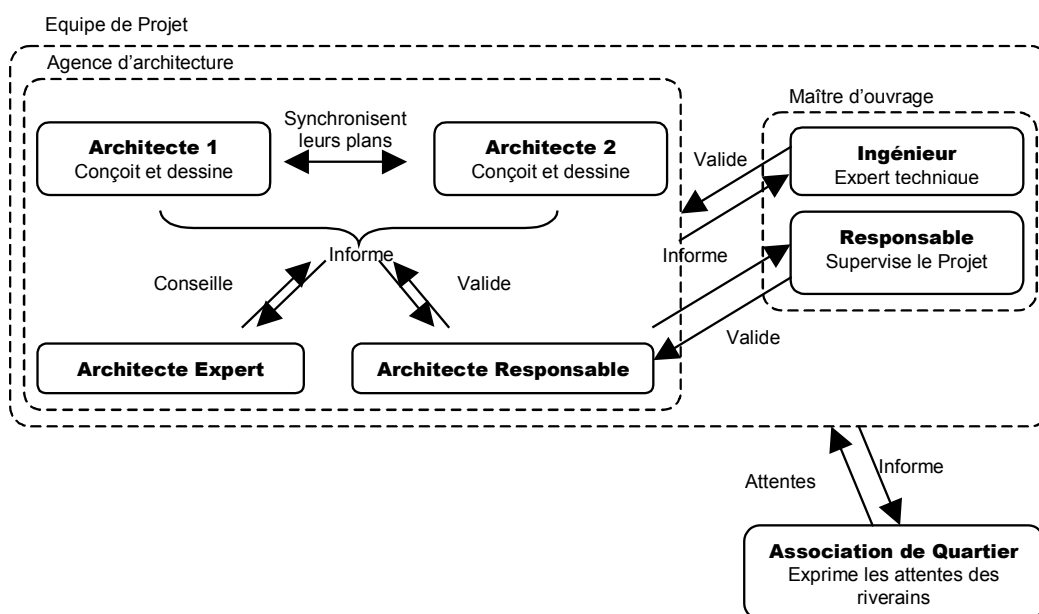 Equipe de Projet
Agence d’architecture
Maître d’ouvrage
Architecte 1
Conçoit et dessine
Synchronisent
leurs plans
Architecte 2
Conçoit et dessine
Valide
Ingénieur
Expert technique
Informe
Responsable
Supervise le Projet
Informe
Conseille
Valide
Valide
Architecte Expert
Architecte Responsable
Attentes
Informe
Association de Quartier
Exprime les attentes des
riverains